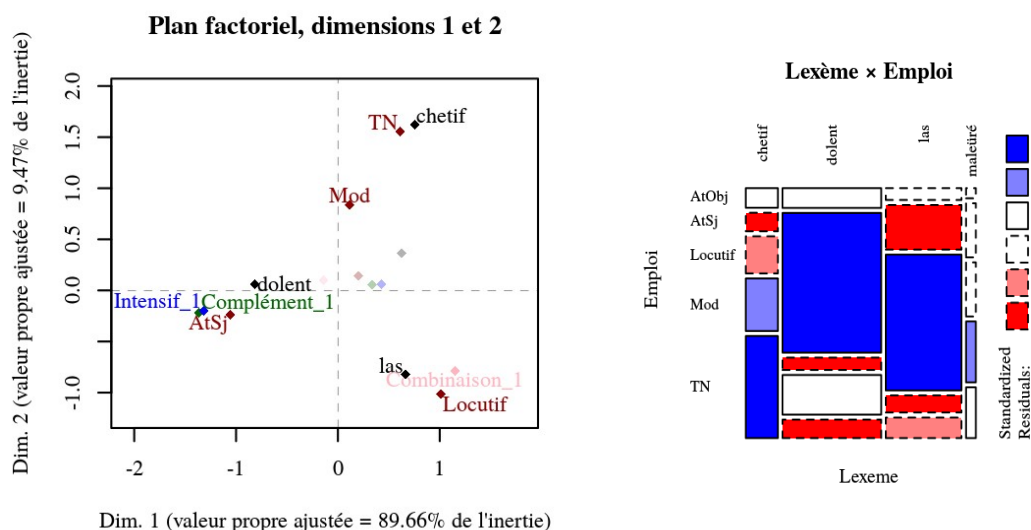 Plan factoriel, dimensions 1 et 2
Dim. 2 (valeur propre ajustée = 9.47% de l'inertie)
2.0
1.5
1.0
0.5
0.0
-1.0
TN
chetif
Mod
dolent
Intensif_1
Complément_1
AtSj
las
Combinaison_1
Locutif
-2
-1
0
1
Dim. 1 (valeur propre ajustée = 89.66% de l'inertie)
Lexème × Emploi
chetif
dolent
las
maleüré
AtObj
AtSj
Locutif
Mod
TN
Emploi
Lexeme
Standardized
Residuals: